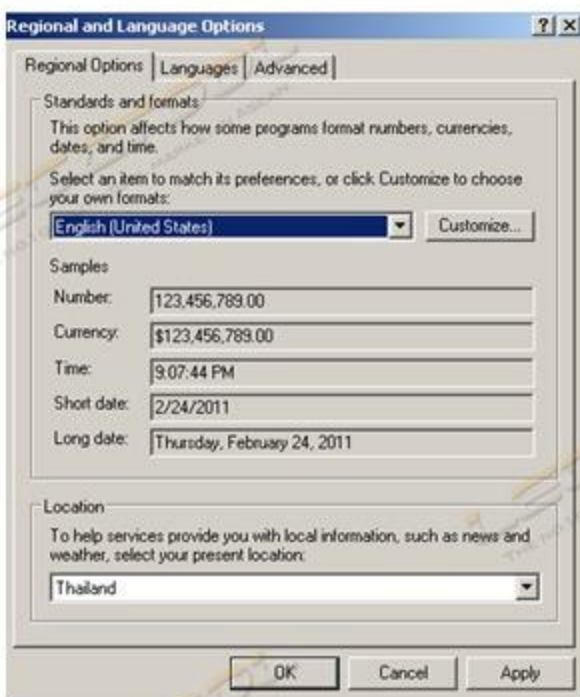 Regional and Language Options
Regional Options Languages Advanced
Standards and formats
This option affects how some programs format numbers, currencies,
dates, and time.
Select an item to match its preferences, or click Customize to choose
your own formats:
English (United States) Customize...
Samples
Number: 123,456,789.00
Currency: $123,456,789.00
Time: 9:07:44 PM
Short date: 2/24/2011
Long date: Thursday, February 24, 2011
Location
To help services provide you with local information, such as news and
weather, select your present location:
Thailand
OK Cancel Apply